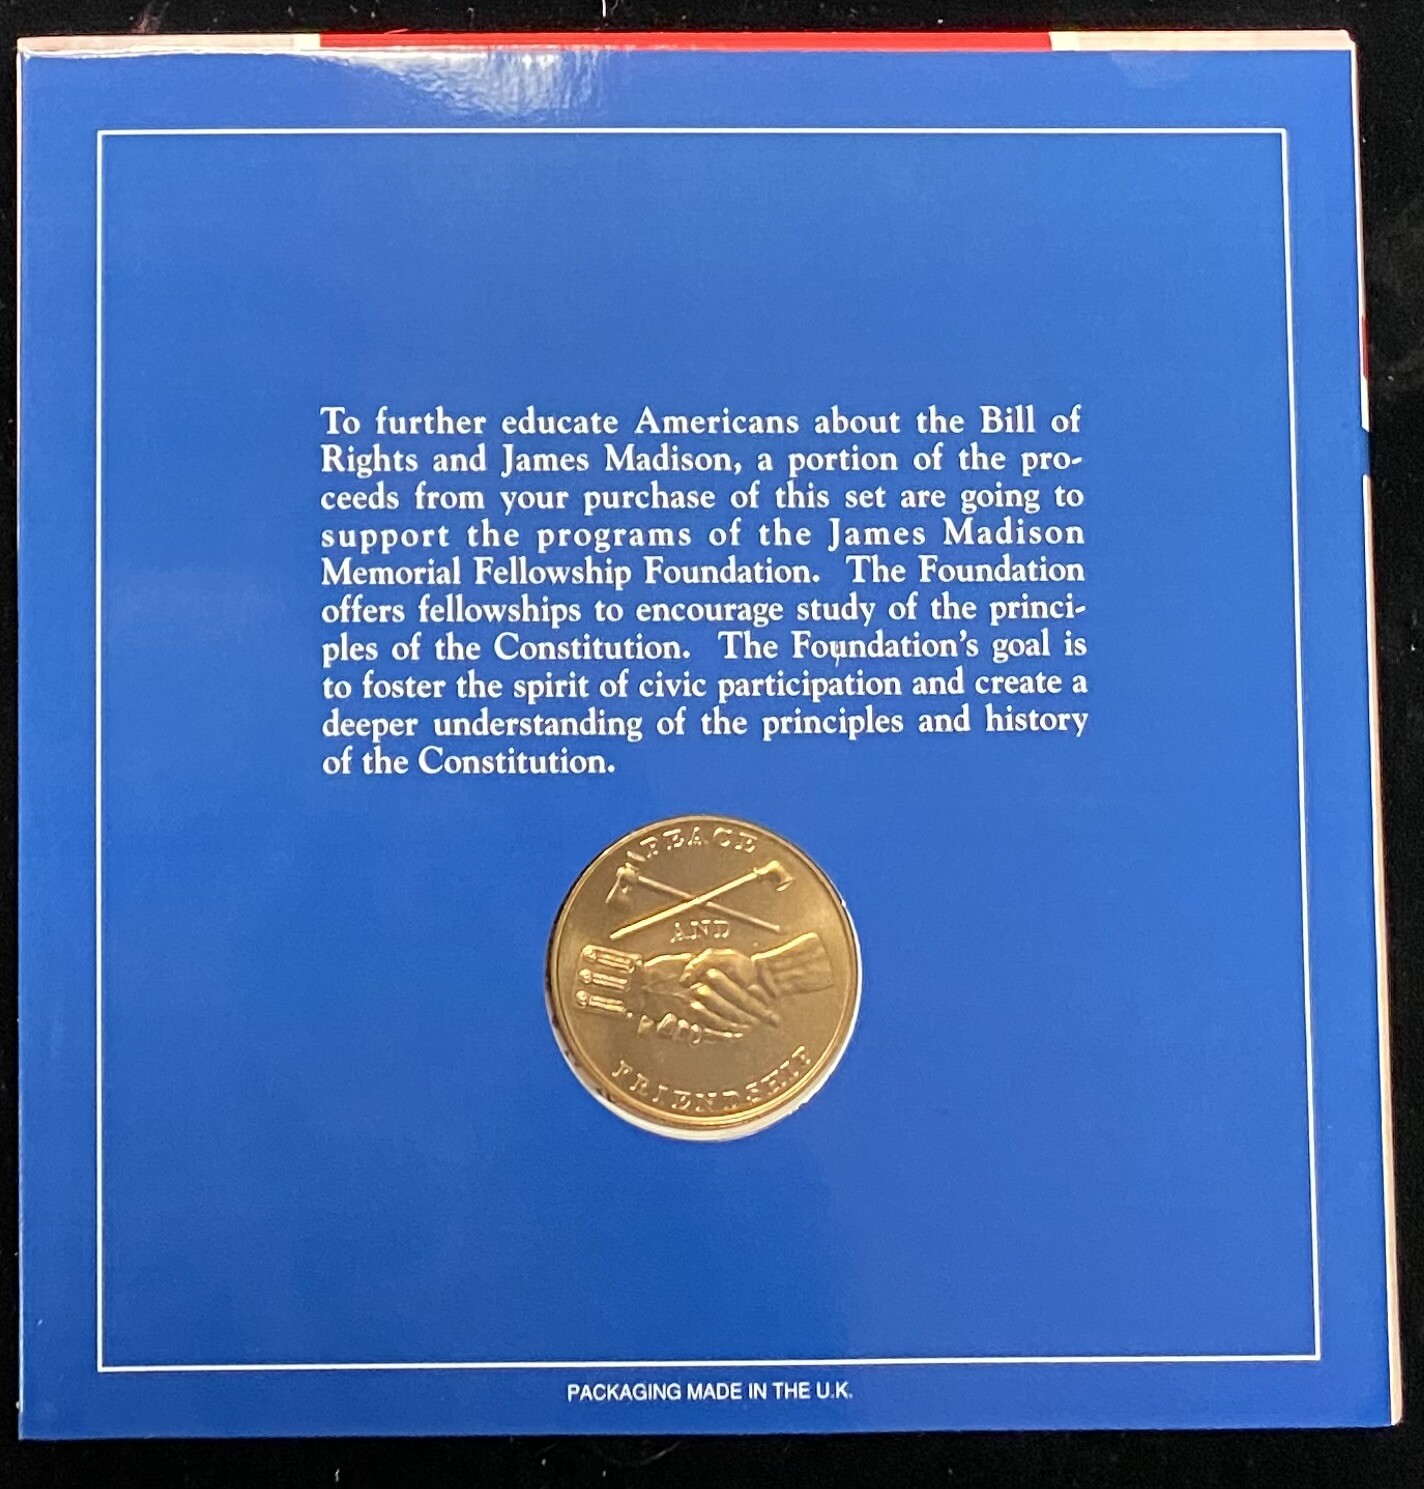 To further educate Americans about the Bill of
Rights and James Madison, a portion of the pro-
ceeds from your purchase of this set are going to
support the programs of the James Madison
Memorial Fellowship Foundation. The Foundation
offers fellowships to encourage study of the princi-
ples of the Constitution. The Foundation's goal is
to foster the spirit of civic participation and create a
deeper understanding of the principles and history
of the Constitution.
PEACE
AND
FRIENDSHIP
PACKAGING MADE IN THE U.K.